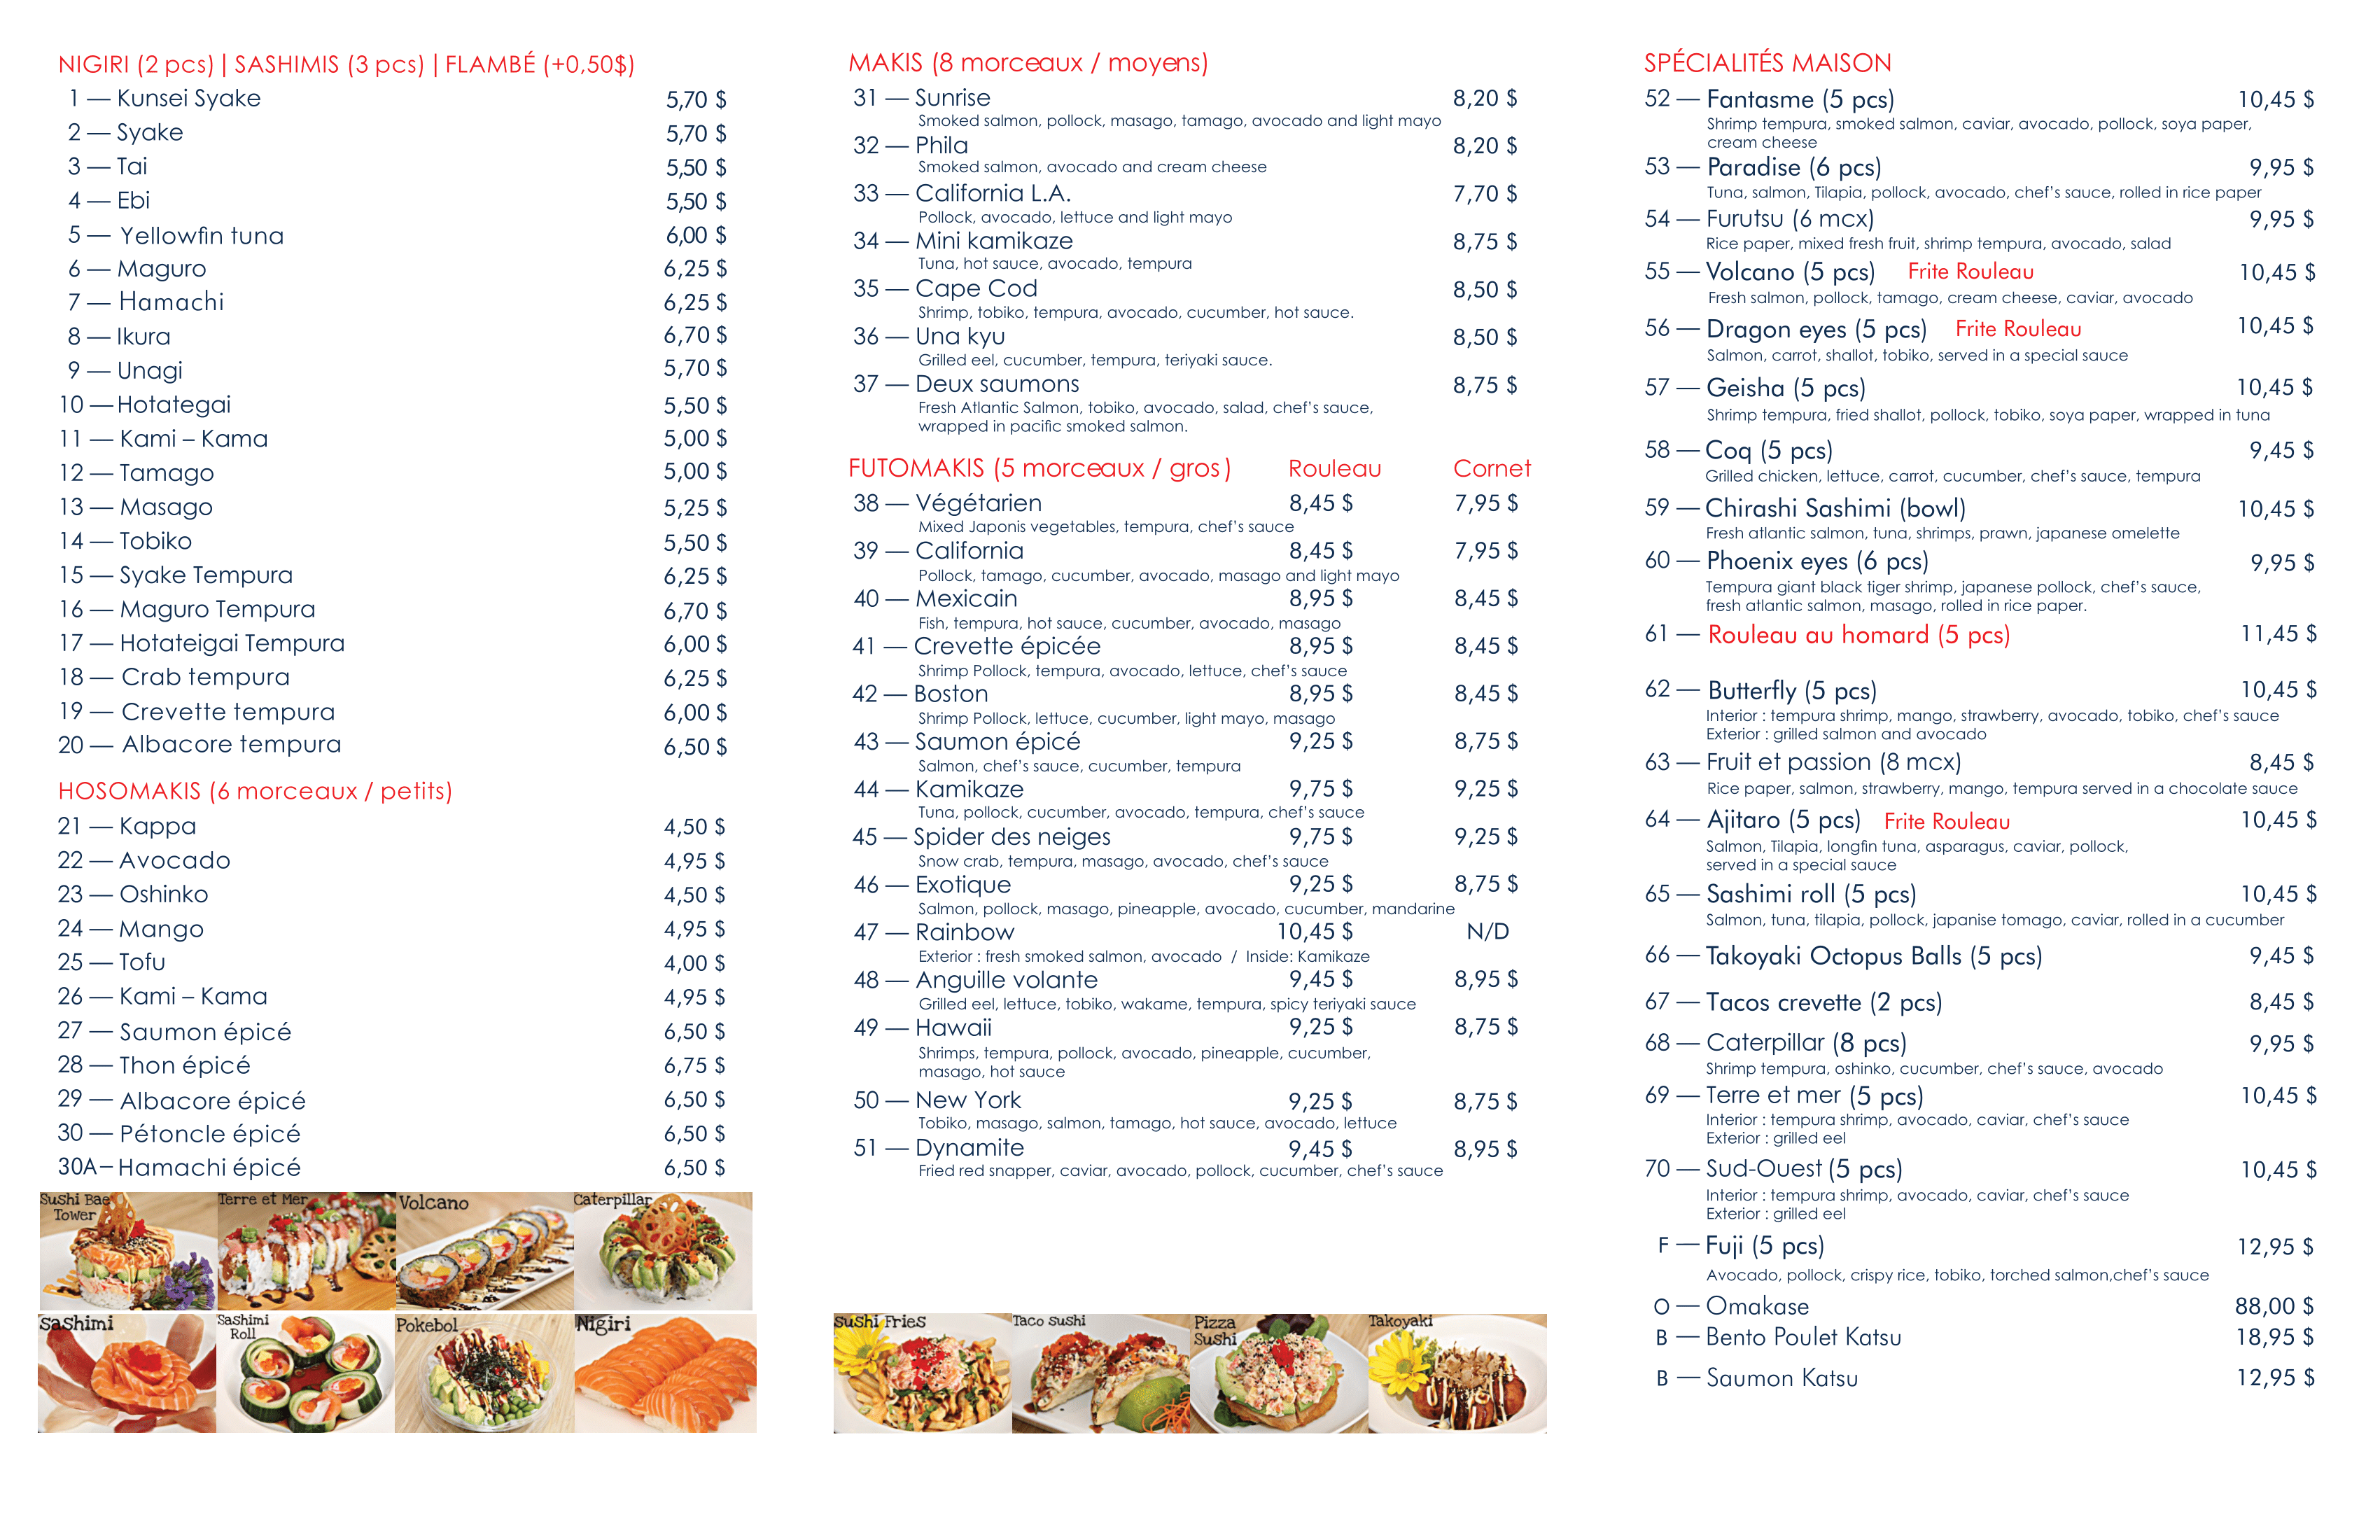 NIGIRI (2 pcs) | SASHIMIS (3 pcs) | FLAMBÉ (+0,50$)
1 — Kunsei Syake 5,70 $
2 — Syake 5,70 $
3 — Tai 5,50 $
4 — Ebi 5,50 $
5 — Yellowfin tuna 6,00 $
6 — Maguro 6,25 $
7 — Hamachi 6,25 $
8 — Ikura 6,70 $
9 — Unagi 5,70 $
10 — Hotategai 5,50 $
11 — Kami – Kama 5,00 $
12 — Tamago 5,00 $
13 — Masago 5,25 $
14 — Tobiko 5,50 $
15 — Syake Tempura 6,25 $
16 — Maguro Tempura 6,70 $
17 — Hotateigai Tempura 6,00 $
18 — Crab tempura 6,25 $
19 — Crevette tempura 6,00 $
20 — Albacore tempura 6,50 $
HOSOMAKIS (6 morceaux / petits)
21 — Kappa 4,50 $
22 — Avocado 4,95 $
23 — Oshinko 4,50 $
24 — Mango 4,95 $
25 — Tofu 4,00 $
26 — Kami – Kama 4,95 $
27 — Saumon épicé 6,50 $
28 — Thon épicé 6,75 $
29 — Albacore épicé 6,50 $
30 — Pétoncle épicé 6,50 $
30A– Hamachi épicé 6,50 $
Sushi Bae Tower
Terre et Mer
Volcano
Caterpillar
Sashimi
Sashimi Roll
Pokebol
Nigiri
MAKIS (8 morceaux / moyens)
31 — Sunrise 8,20 $
Smoked salmon, pollock, masago, tamago, avocado and light mayo
32 — Phila 8,20 $
Smoked salmon, avocado and cream cheese
33 — California L.A. 7,70 $
Pollock, avocado, lettuce and light mayo
34 — Mini kamikaze 8,75 $
Tuna, hot sauce, avocado, tempura
35 — Cape Cod 8,50 $
Shrimp, tobiko, tempura, avocado, cucumber, hot sauce.
36 — Una kyu 8,50 $
Grilled eel, cucumber, tempura, teriyaki sauce.
37 — Deux saumons 8,75 $
Fresh Atlantic Salmon, tobiko, avocado, salad, chef's sauce,
wrapped in pacific smoked salmon.
FUTOMAKIS (5 morceaux / gros ) Rouleau Cornet
38 — Végétarien 8,45 $ 7,95 $
Mixed Japonis vegetables, tempura, chef's sauce
39 — California 8,45 $ 7,95 $
Pollock, tamago, cucumber, avocado, masago and light mayo
40 — Mexicain 8,95 $ 8,45 $
Fish, tempura, hot sauce, cucumber, avocado, masago
41 — Crevette épicée 8,95 $ 8,45 $
Shrimp Pollock, tempura, avocado, lettuce, chef's sauce
42 — Boston 8,95 $ 8,45 $
Shrimp Pollock, lettuce, cucumber, light mayo, masago
43 — Saumon épicé 9,25 $ 8,75 $
Salmon, chef's sauce, cucumber, tempura
44 — Kamikaze 9,75 $ 9,25 $
Tuna, pollock, cucumber, avocado, tempura, chef's sauce
45 — Spider des neiges 9,75 $ 9,25 $
Snow crab, tempura, masago, avocado, chef's sauce
46 — Exotique 9,25 $ 8,75 $
Salmon, pollock, masago, pineapple, avocado, cucumber, mandarine
47 — Rainbow 10,45 $ N/D
Exterior : fresh smoked salmon, avocado / Inside: Kamikaze
48 — Anguille volante 9,45 $ 8,95 $
Grilled eel, lettuce, tobiko, wakame, tempura, spicy teriyaki sauce
49 — Hawaii 9,25 $ 8,75 $
Shrimps, tempura, pollock, avocado, pineapple, cucumber,
masago, hot sauce
50 — New York 9,25 $ 8,75 $
Tobiko, masago, salmon, tamago, hot sauce, avocado, lettuce
51 — Dynamite 9,45 $ 8,95 $
Fried red snapper, caviar, avocado, pollock, cucumber, chef's sauce
Sushi Fries
Taco sushi
Pizza Sushi
Takoyaki
SPÉCIALITÉS MAISON
52 — Fantasme (5 pcs) 10,45 $
Shrimp tempura, smoked salmon, caviar, avocado, pollock, soya paper,
cream cheese
53 — Paradise (6 pcs) 9,95 $
Tuna, salmon, Tilapia, pollock, avocado, chef's sauce, rolled in rice paper
54 — Furutsu (6 mcx) 9,95 $
Rice paper, mixed fresh fruit, shrimp tempura, avocado, salad
55 — Volcano (5 pcs) Frite Rouleau 10,45 $
Fresh salmon, pollock, tamago, cream cheese, caviar, avocado
56 — Dragon eyes (5 pcs) Frite Rouleau 10,45 $
Salmon, carrot, shallot, tobiko, served in a special sauce
57 — Geisha (5 pcs) 10,45 $
Shrimp tempura, fried shallot, pollock, tobiko, soya paper, wrapped in tuna
58 — Coq (5 pcs) 9,45 $
Grilled chicken, lettuce, carrot, cucumber, chef's sauce, tempura
59 — Chirashi Sashimi (bowl) 10,45 $
Fresh atlantic salmon, tuna, shrimps, prawn, japanese omelette
60 — Phoenix eyes (6 pcs) 9,95 $
Tempura giant black tiger shrimp, japanese pollock, chef's sauce,
fresh atlantic salmon, masago, rolled in rice paper.
61 — Rouleau au homard (5 pcs) 11,45 $
62 — Butterfly (5 pcs) 10,45 $
Interior : tempura shrimp, mango, strawberry, avocado, tobiko, chef's sauce
Exterior : grilled salmon and avocado
63 — Fruit et passion (8 mcx) 8,45 $
Rice paper, salmon, strawberry, mango, tempura served in a chocolate sauce
64 — Ajitaro (5 pcs) Frite Rouleau 10,45 $
Salmon, Tilapia, longfin tuna, asparagus, caviar, pollock,
served in a special sauce
65 — Sashimi roll (5 pcs) 10,45 $
Salmon, tuna, tilapia, pollock, japanise tomago, caviar, rolled in a cucumber
66 — Takoyaki Octopus Balls (5 pcs) 9,45 $
67 — Tacos crevette (2 pcs) 8,45 $
68 — Caterpillar (8 pcs) 9,95 $
Shrimp tempura, oshinko, cucumber, chef's sauce, avocado
69 — Terre et mer (5 pcs) 10,45 $
Interior : tempura shrimp, avocado, caviar, chef's sauce
Exterior : grilled eel
70 — Sud-Ouest (5 pcs) 10,45 $
Interior : tempura shrimp, avocado, caviar, chef's sauce
Exterior : grilled eel
F — Fuji (5 pcs) 12,95 $
Avocado, pollock, crispy rice, tobiko, torched salmon,chef's sauce
O — Omakase 88,00 $
B — Bento Poulet Katsu 18,95 $
B — Saumon Katsu 12,95 $